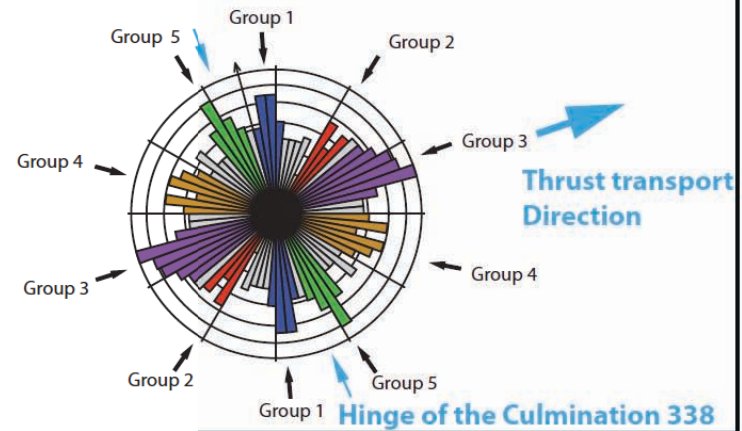 Group 1
Group 5
Group 2
Group 3
Group 4
Thrust transport
Direction
Group 4
Group 3
Group 2
Group 5
Group 1
Hinge of the Culmination 338